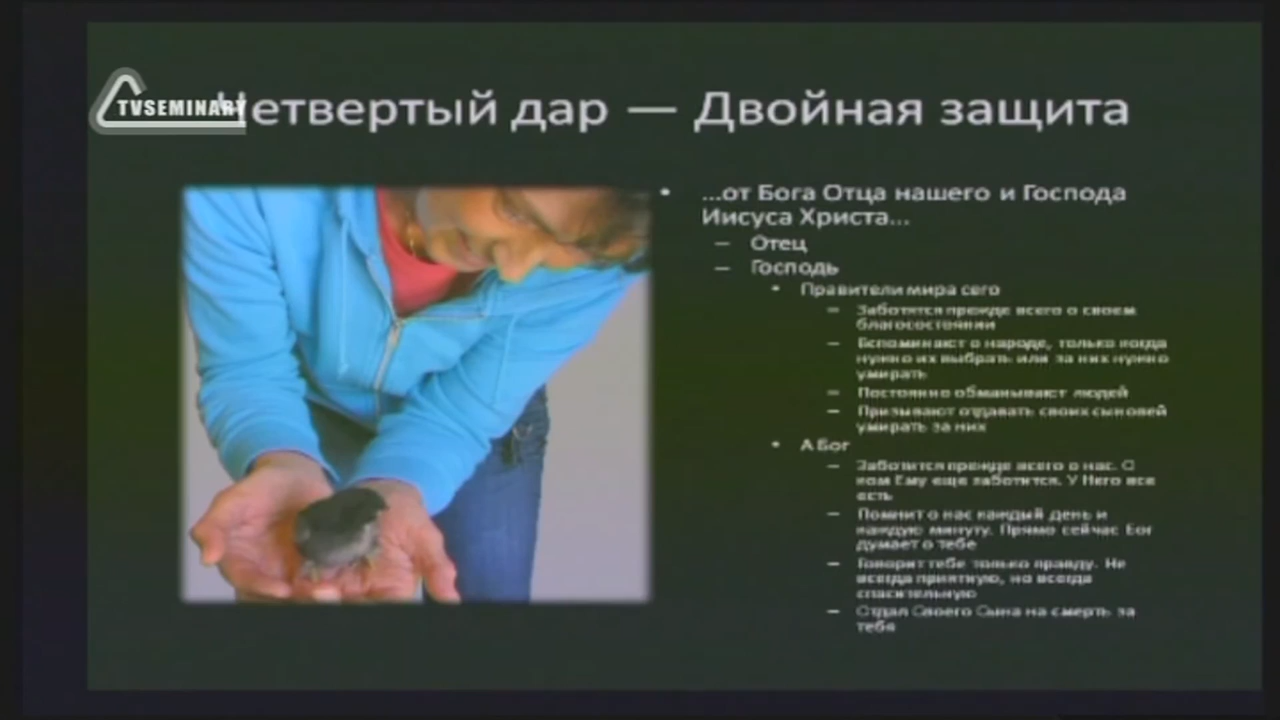 TVSEMINARY
Четвертый дар — Двойная защита
• ...от Бога Отца нашего и Господа
Иисуса Христа...
– Отец
– Господь
• Правители мира сего
– Заботятся прежде всего о своем
благосостоянии
– Вспоминают о народе, только когда
нужно их выбрать или за них нужно
умирать
– Постоянно обманывают людей
– Призывают отдавать своих сыновей
умирать за них
• А Бог
– Заботится прежде всего о нас. О
ком Ему еще заботится. У Него все
есть
– Помнит о нас каждый день и
каждую минуту. Прямо сейчас Бог
думает о тебе
– Говорит тебе только правду. Не
всегда приятную, но всегда
спасительную
– Отдал Своего Сына на смерть за
тебя